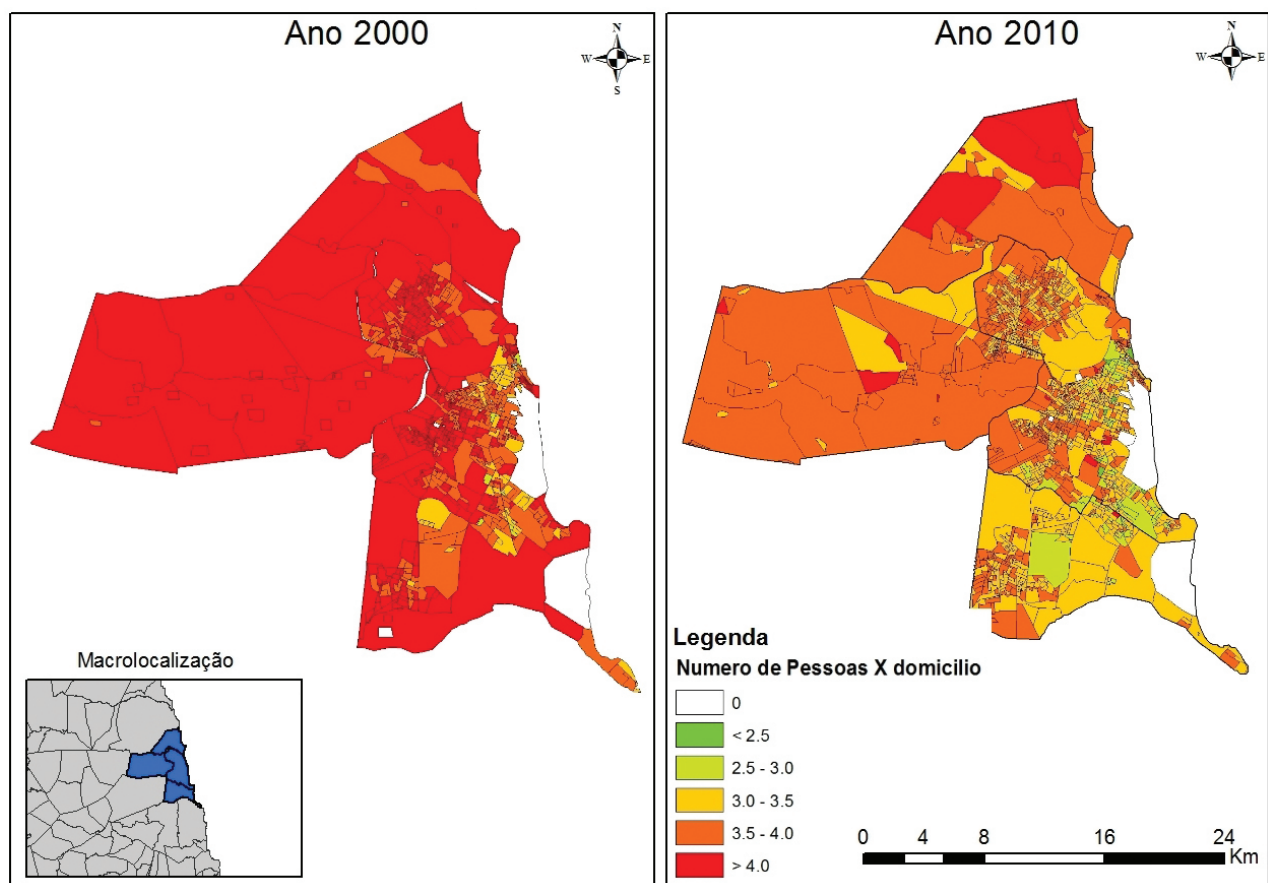 Ano 2000
N
W
E
S
Macrolocalização
Ano 2010
N
W
E
S
Legenda
Numero de Pessoas X domicilio
0
< 2.5
2.5 - 3.0
3.0 - 3.5
3.5 - 4.0
> 4.0
0 4 8 16 24
Km